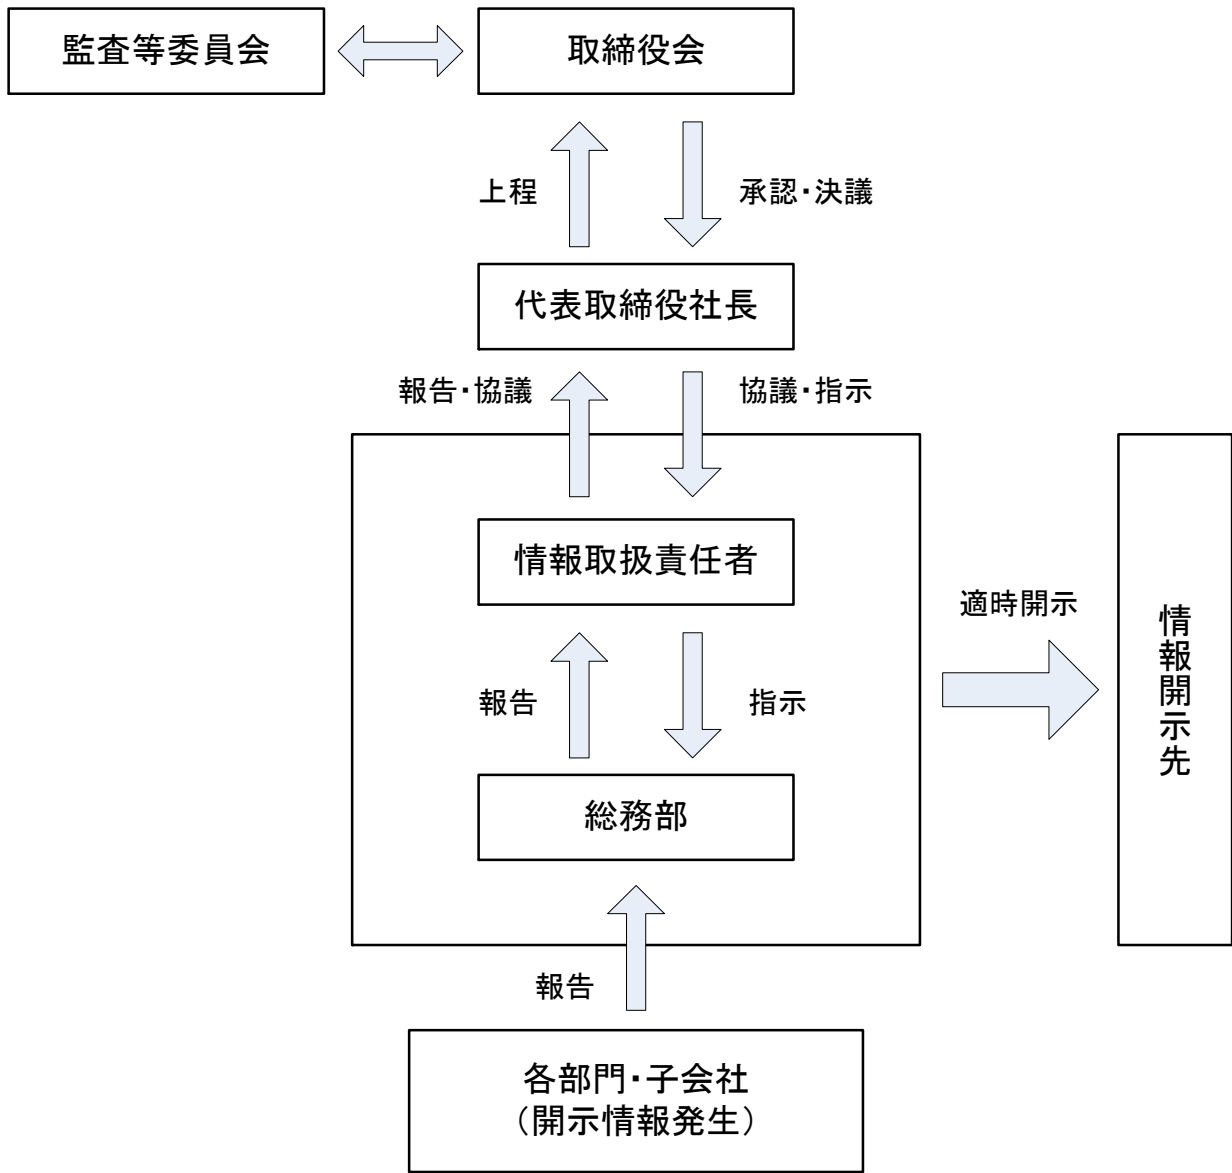 監査等委員会
取締役会
上程
承認・決議
代表取締役社長
報告・協議
協議・指示
情報取扱責任者
適時開示
情報開示先
報告
指示
総務部
報告
各部門・子会社
（開示情報発生）